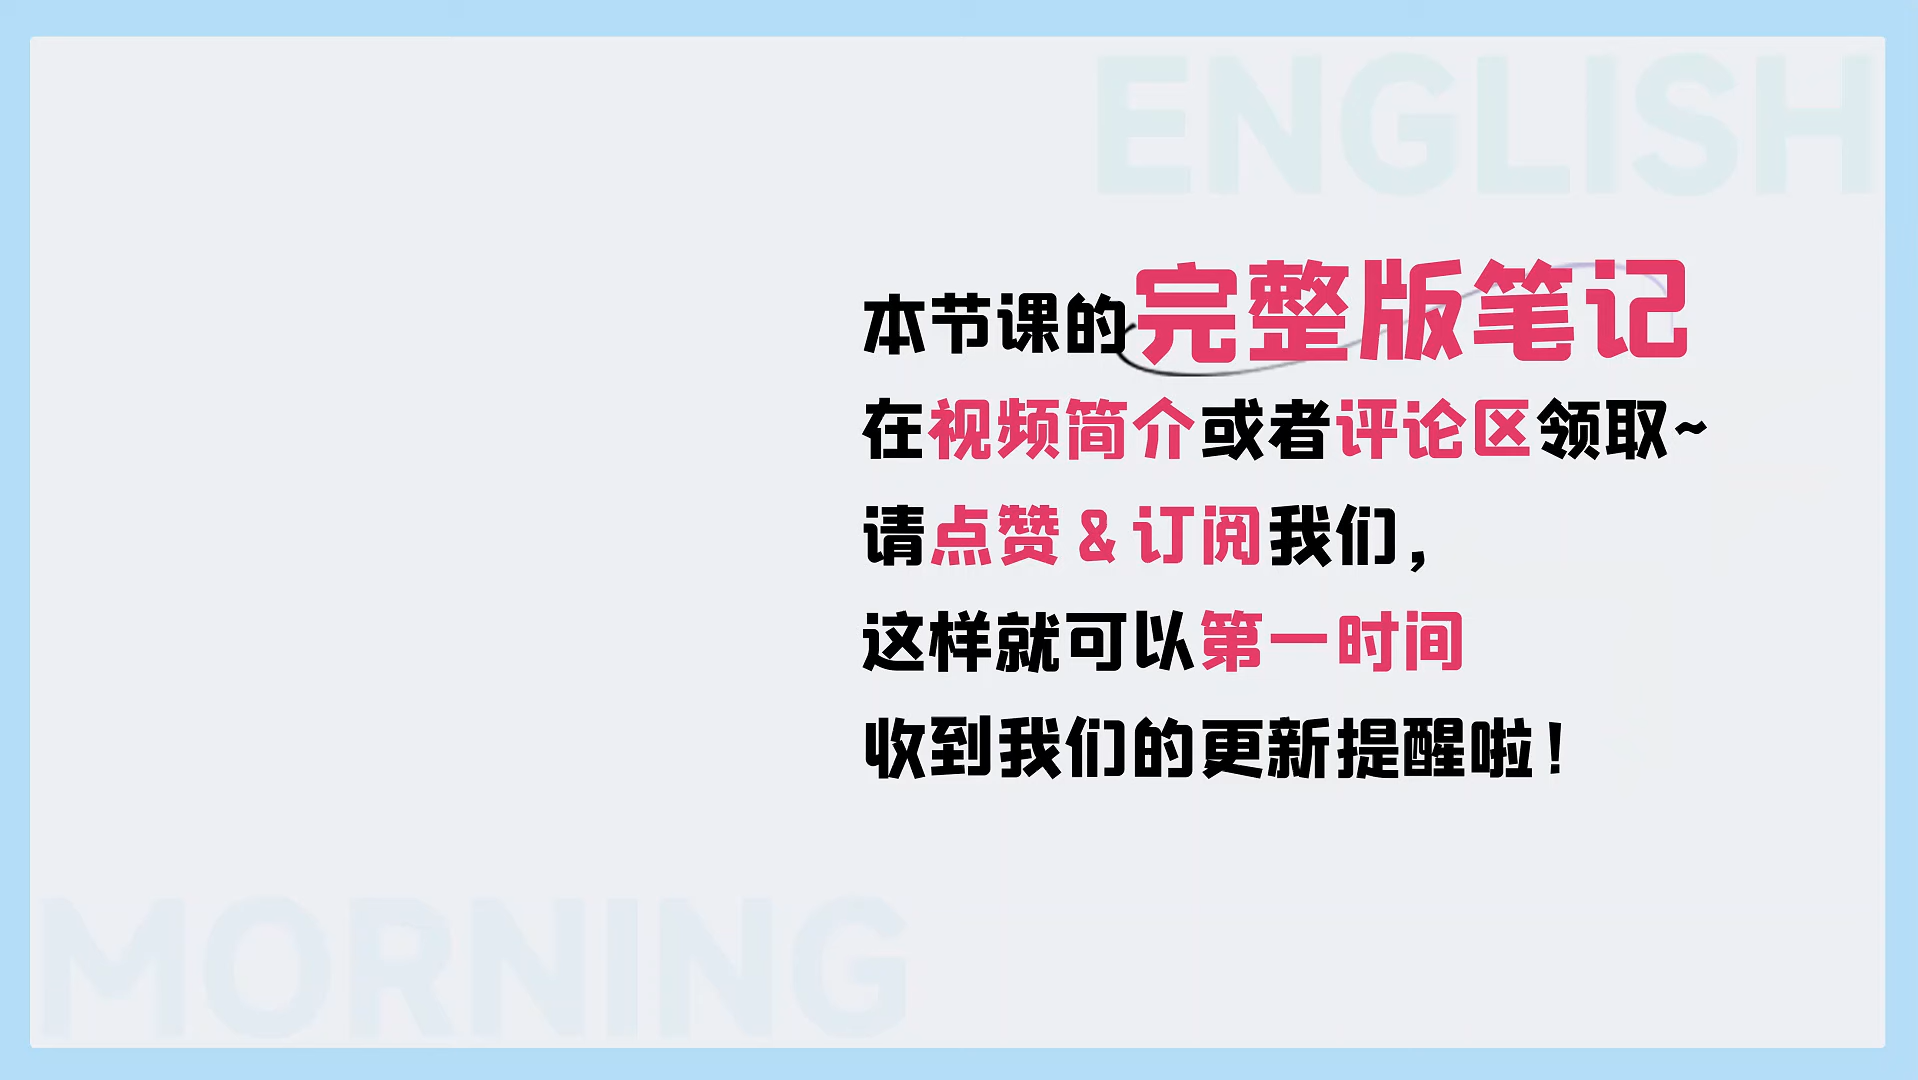 ENGLISH
本节课的完整版笔记
在视频简介或者评论区领取~
请点赞&订阅我们，
这样就可以第一时间
收到我们的更新提醒啦！
MORNING